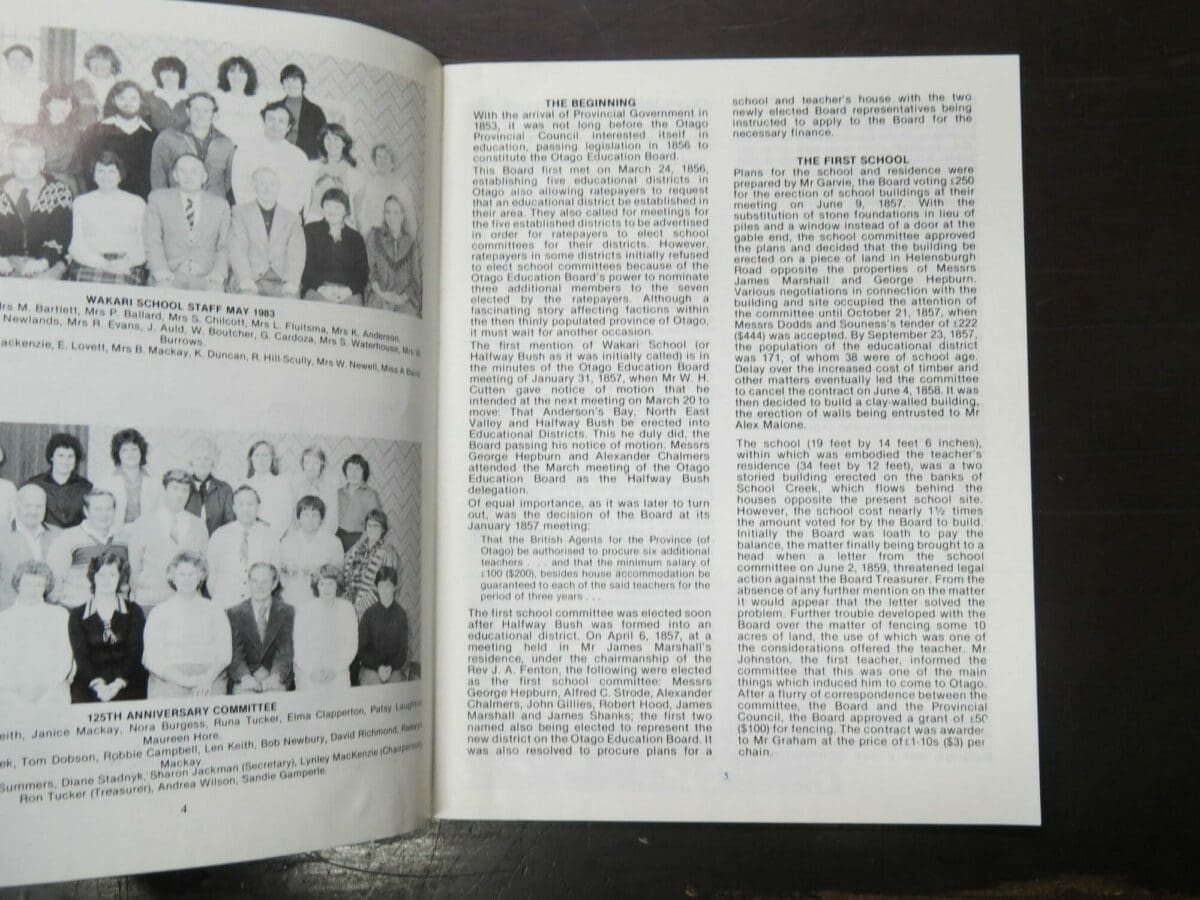 WAKARI SCHOOL STAFF MAY 1983
Mrs M. Bartlett, Mrs P. Ballard, Mrs S. Chilcott, Mrs L. Fluitsma, Mrs K. Anderson.
Newlands, Mrs R. Evans, J. Auld, W. Boutcher, G. Cardoza, Mrs S. Waterhouse,
Burrows.
E. Lovett, Mrs B. Mackay, K. Duncan, R. Hill-Scully, Mrs W. Newell, Miss A
125TH ANNIVERSARY COMMITTEE
Janice Mackay, Nora Burgess, Runa Tucker, Elma Clapperton, Patsy
Maureen Hore.
Tom Dobson, Robbie Campbell, Len Keith, Bob Newbury, David Richmond,
Mackay.
Summers, Diane Stadnyk, Sharon Jackman (Secretary), Lynley MacKenzie (Chairperson)
Ron Tucker (Treasurer), Andrea Wilson, Sandie Gamperle.
4
THE BEGINNING
With the arrival of Provincial Government in
1853, it was not long before the Otago
Provincial Council interested itself in
education, passing legislation in 1856 to
constitute the Otago Education Board.
This Board first met on March 24, 1856,
establishing five educational districts in
Otago also allowing ratepayers to request
that an educational district be established in
their area. They also called for meetings for
the five established districts to be advertised
in order for ratepayers to elect school
committees for their districts. However,
ratepayers in some districts initially refused
to elect school committees because of the
Otago Education Board's power to nominate
three additional members to the seven
elected by the ratepayers. Although a
fascinating story affecting factions within
the then thinly populated province of Otago,
it must wait for another occasion.
The first mention of Wakari School (or
Halfway Bush as it was initially called) is in
the minutes of the Otago Education Board
meeting of January 31, 1857, when Mr W. H.
Cutten gave notice of motion that he
intended at the next meeting on March 20 to
move: That Anderson's Bay, North East
Valley and Halfway Bush be erected into
Educational Districts. This he duly did, the
Board passing his notice of motion. Messrs
George Hepburn and Alexander Chalmers
attended the March meeting of the Otago
Education Board as the Halfway Bush
delegation.
Of equal importance, as it was later to turn
out, was the decision of the Board at its
January 1857 meeting:
That the British Agents for the Province (of
Otago) be authorised to procure six additional
teachers . . . . and that the minimum salary of
£100 ($200), besides house accommodation be
guaranteed to each of the said teachers for the
period of three years . . .
The first school committee was elected soon
after Halfway Bush was formed into an
educational district. On April 6, 1857, at a
meeting held in Mr James Marshall's
residence, under the chairmanship of the
Rev J. A. Fenton, the following were elected
as the first school committee: Messrs
George Hepburn, Alfred C. Strode, Alexander
Chalmers, John Gillies, Robert Hood, James
Marshall and James Shanks; the first two
named also being elected to represent the
new district on the Otago Education Board. It
was also resolved to procure plans for a
school and teacher's house with the two
newly elected Board representatives being
instructed to apply to the Board for the
necessary finance.
THE FIRST SCHOOL
Plans for the school and residence were
prepared by Mr Garvie, the Board voting £250
for the erection of school buildings at their
meeting on June 9, 1857. With the
substitution of stone foundations in lieu of
piles and a window instead of a door at the
gable end, the school committee approved
the plans and decided that the building be
erected on a piece of land in Helensburgh
Road opposite the properties of Messrs
James Marshall and George Hepburn.
Various negotiations in connection with the
building and site occupied the attention of
the committee until October 21, 1857, when
Messrs Dodds and Souness's tender of £222
($444) was accepted. By September 23, 1857,
the population of the educational district
was 171, of whom 38 were of school age.
Delay over the increased cost of timber and
other matters eventually led the committee
to cancel the contract on June 4, 1858. It was
then decided to build a clay-walled building,
the erection of walls being entrusted to Mr
Alex Malone.
The school (19 feet by 14 feet 6 inches),
within which was embodied the teacher's
residence (34 feet by 12 feet), was a two
storied building erected on the banks of
School Creek, which flows behind the
houses opposite the present school site.
However, the school cost nearly 1½ times
the amount voted for by the Board to build.
Initially the Board was loath to pay the
balance, the matter finally being brought to a
head when a letter from the school
committee on June 2, 1859, threatened legal
action against the Board Treasurer. From the
absence of any further mention on the matter
it would appear that the letter solved the
problem. Further trouble developed with the
Board over the matter of fencing some 10
acres of land, the use of which was one of
the considerations offered the teacher. Mr
Johnston, the first teacher, informed the
committee that this was one of the main
things which induced him to come to Otago.
After a flurry of correspondence between the
committee, the Board and the Provincial
Council, the Board approved a grant of £50
($100) for fencing. The contract was awarder
to Mr Graham at the price of £1-10s ($3) per
chain.
5